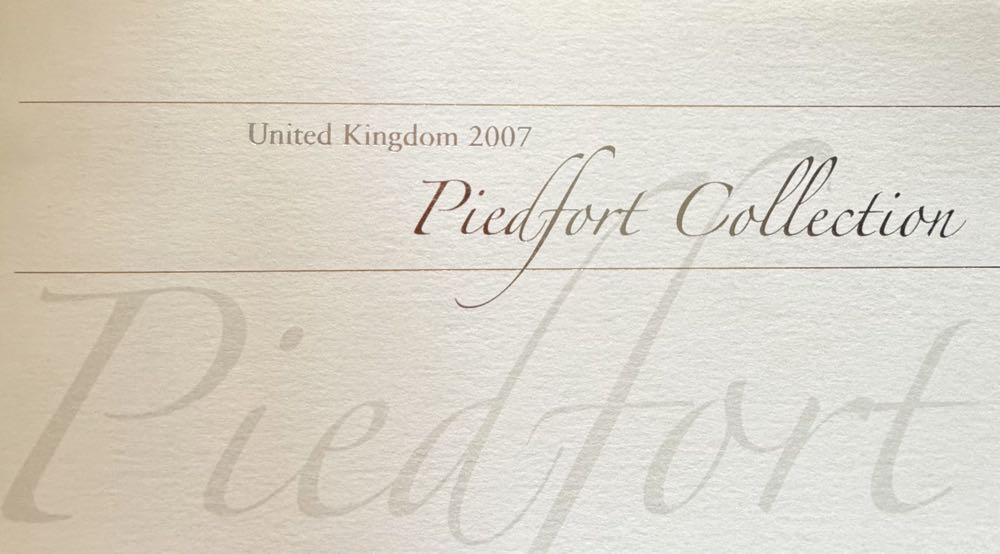 United Kingdom 2007
Piedfort Collection
Piedfort